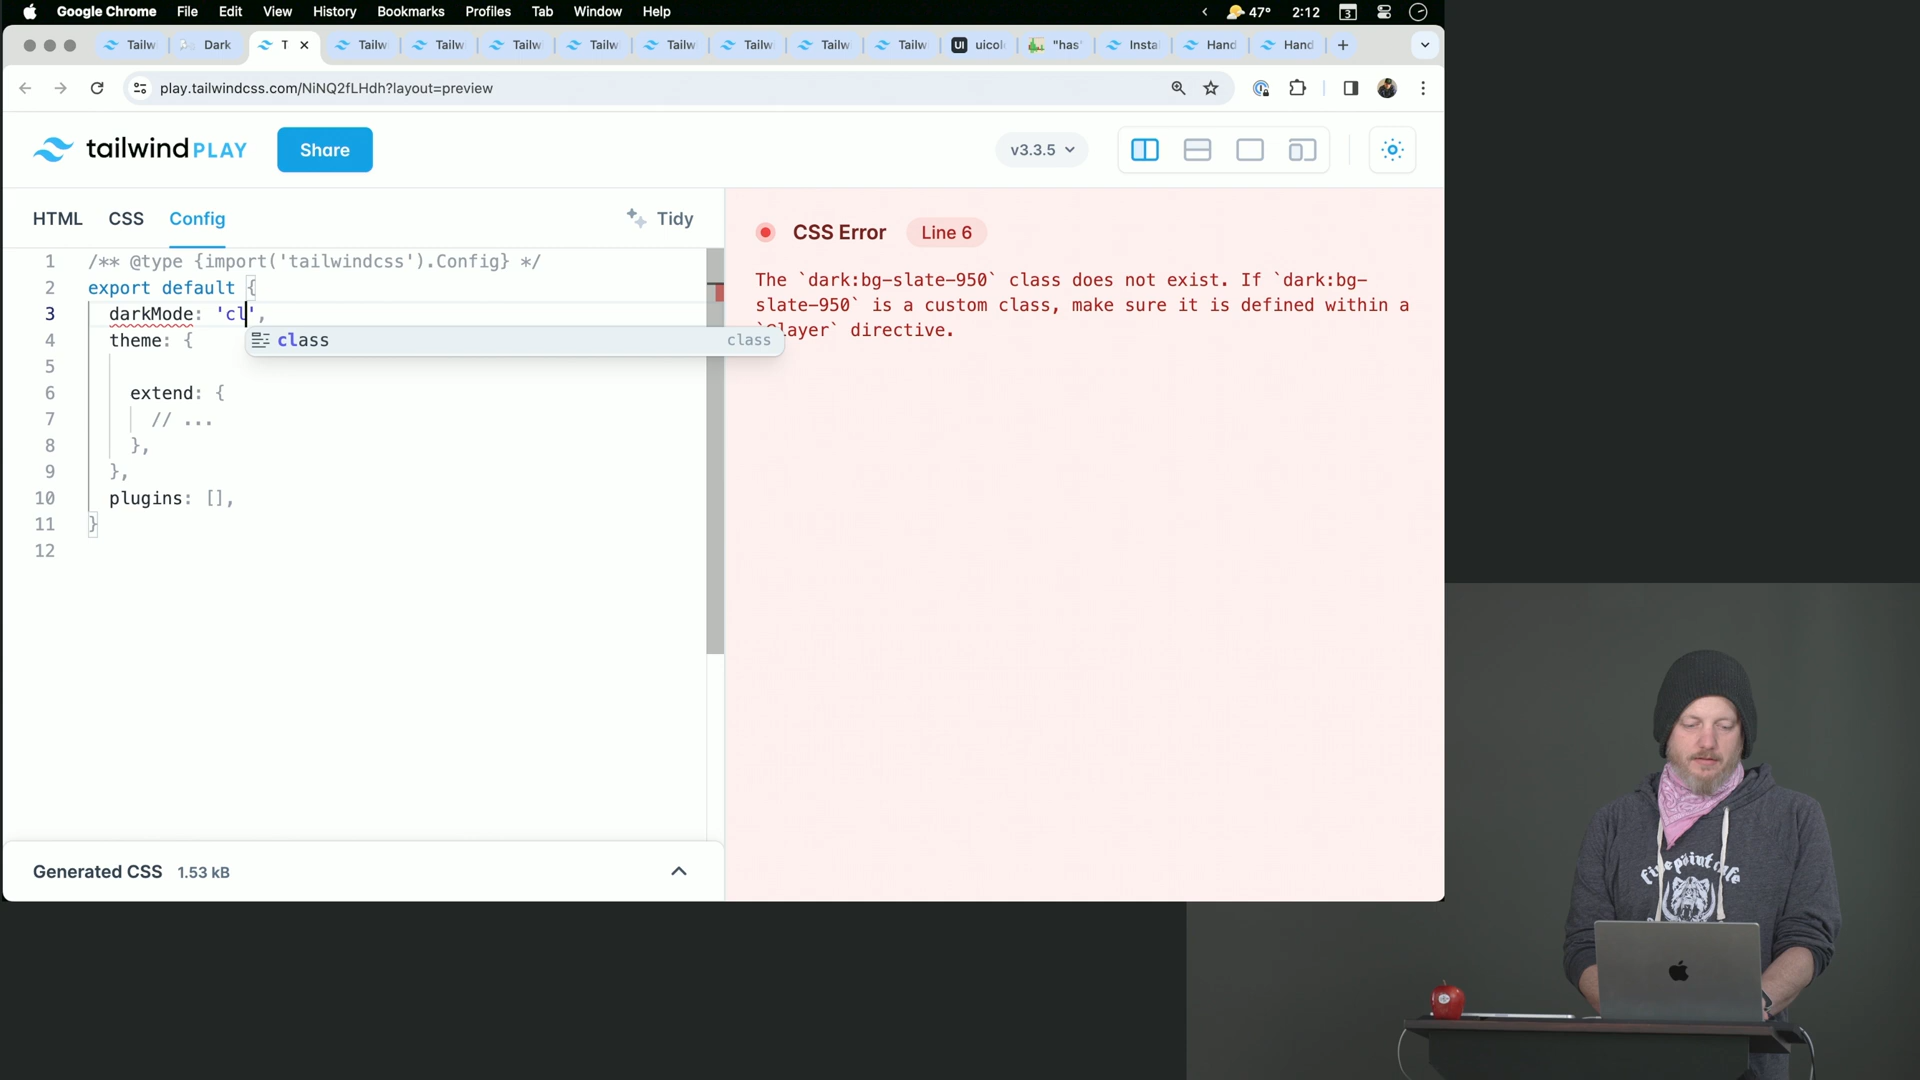 Google Chrome File Edit View History Bookmarks Profiles Tab Window Help 47° 2:12 3
Tailw Dark T Tailw Tailw Tailw Tailw Tailw Tailw Tailw Tailw UI uicol "has Insta Hand Hand
play.tailwindcss.com/NiNQ2fLHdh?layout=preview
tailwind PLAY Share v3.3.5
HTML CSS Config Tidy
1 /** @type {import('tailwindcss').Config} */
2 export default {
3 darkMode: 'cl',
4 theme: {
class class
5
6 extend: {
7 // ...
8 },
9 },
10 plugins: [],
11 }
12
Generated CSS 1.53 kB
CSS Error Line 6
The `dark:bg-slate-950` class does not exist. If `dark:bg-
slate-950` is a custom class, make sure it is defined within a
layer` directive.